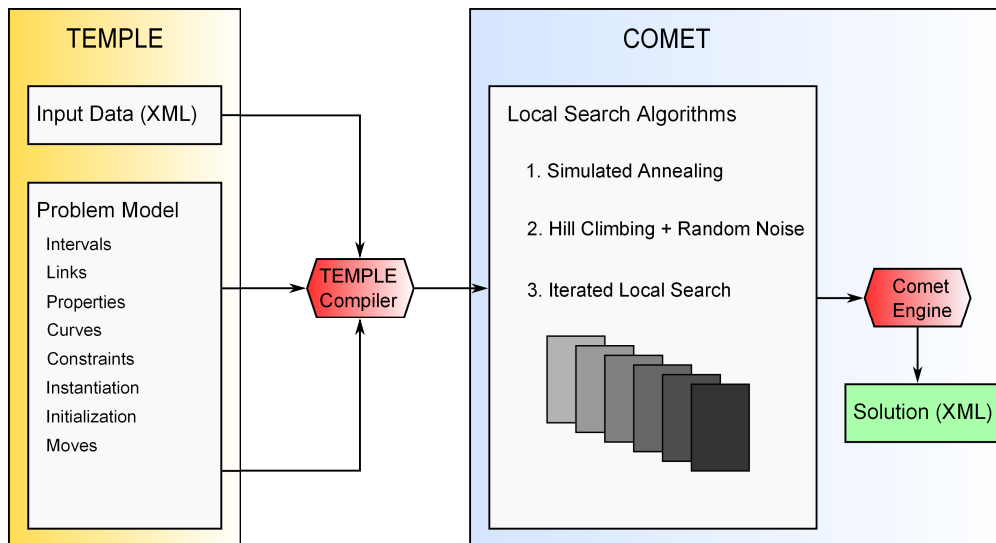 TEMPLE
Input Data (XML)
Problem Model
Intervals
Links
Properties
Curves
Constraints
Instantiation
Initialization
Moves
TEMPLE
Compiler
COMET
Local Search Algorithms
1. Simulated Annealing
2. Hill Climbing + Random Noise
3. Iterated Local Search
Comet
Engine
Solution (XML)